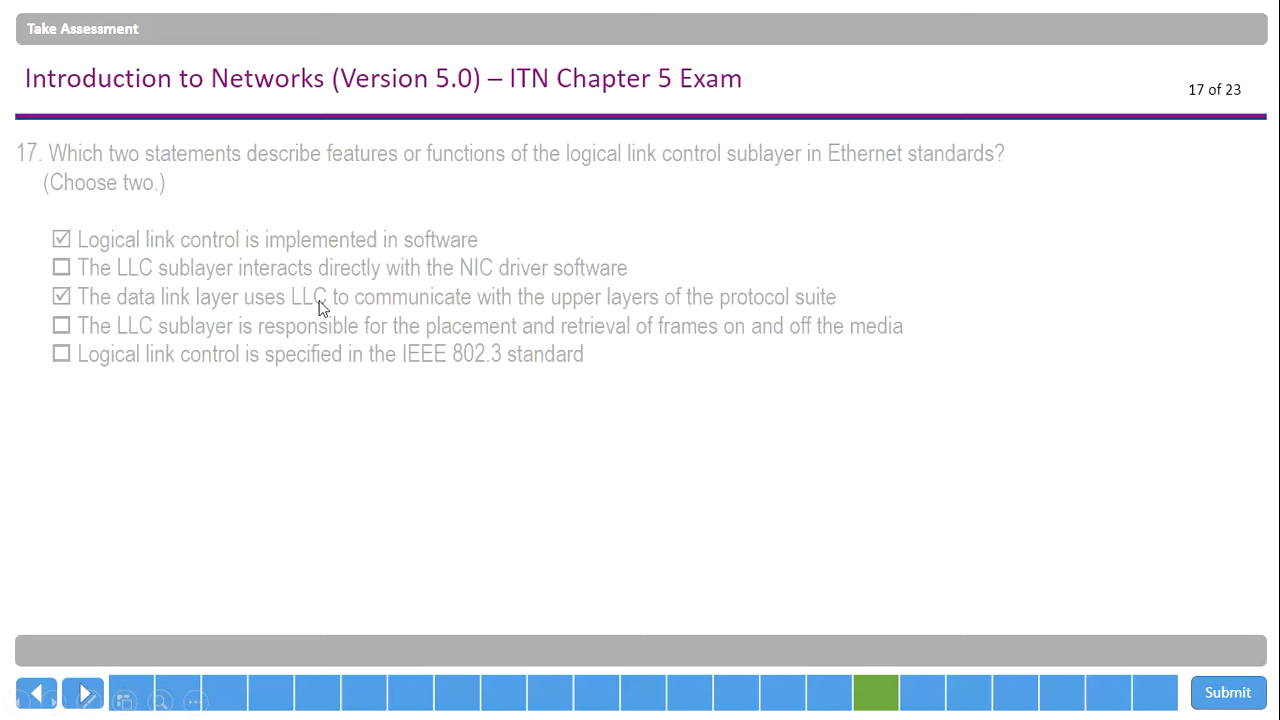 Take Assessment
Introduction to Networks (Version 5.0) – ITN Chapter 5 Exam
17 of 23
17. Which two statements describe features or functions of the logical link control sublayer in Ethernet standards?
(Choose two.)
Logical link control is implemented in software
The LLC sublayer interacts directly with the NIC driver software
The data link layer uses LLC to communicate with the upper layers of the protocol suite
The LLC sublayer is responsible for the placement and retrieval of frames on and off the media
Logical link control is specified in the IEEE 802.3 standard
Submit